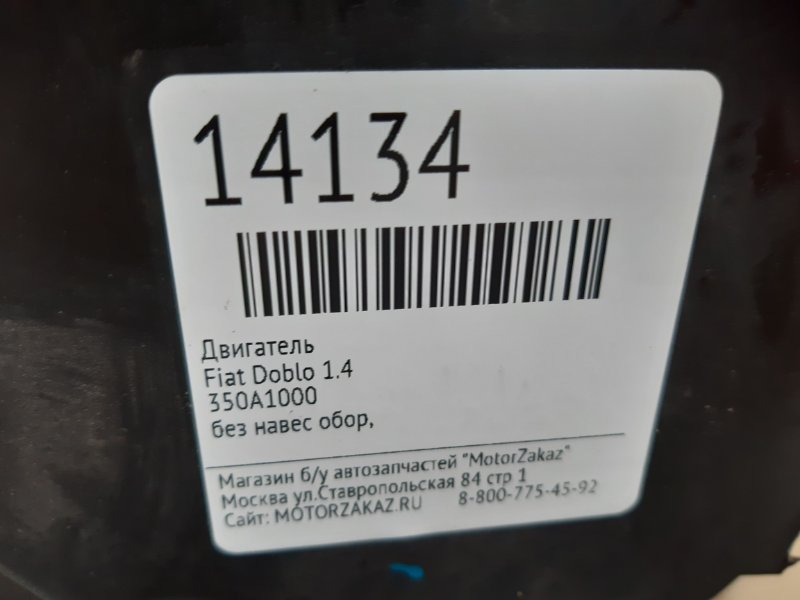 14134
Двигатель
Fiat Doblo 1.4
350A1000
без навес обор,
Магазин б/у автозапчастей "MotorZakaz"
Москва ул.Ставропольская 84 стр 1
Сайт: MOTORZAKAZ.RU 8-800-775-45-92